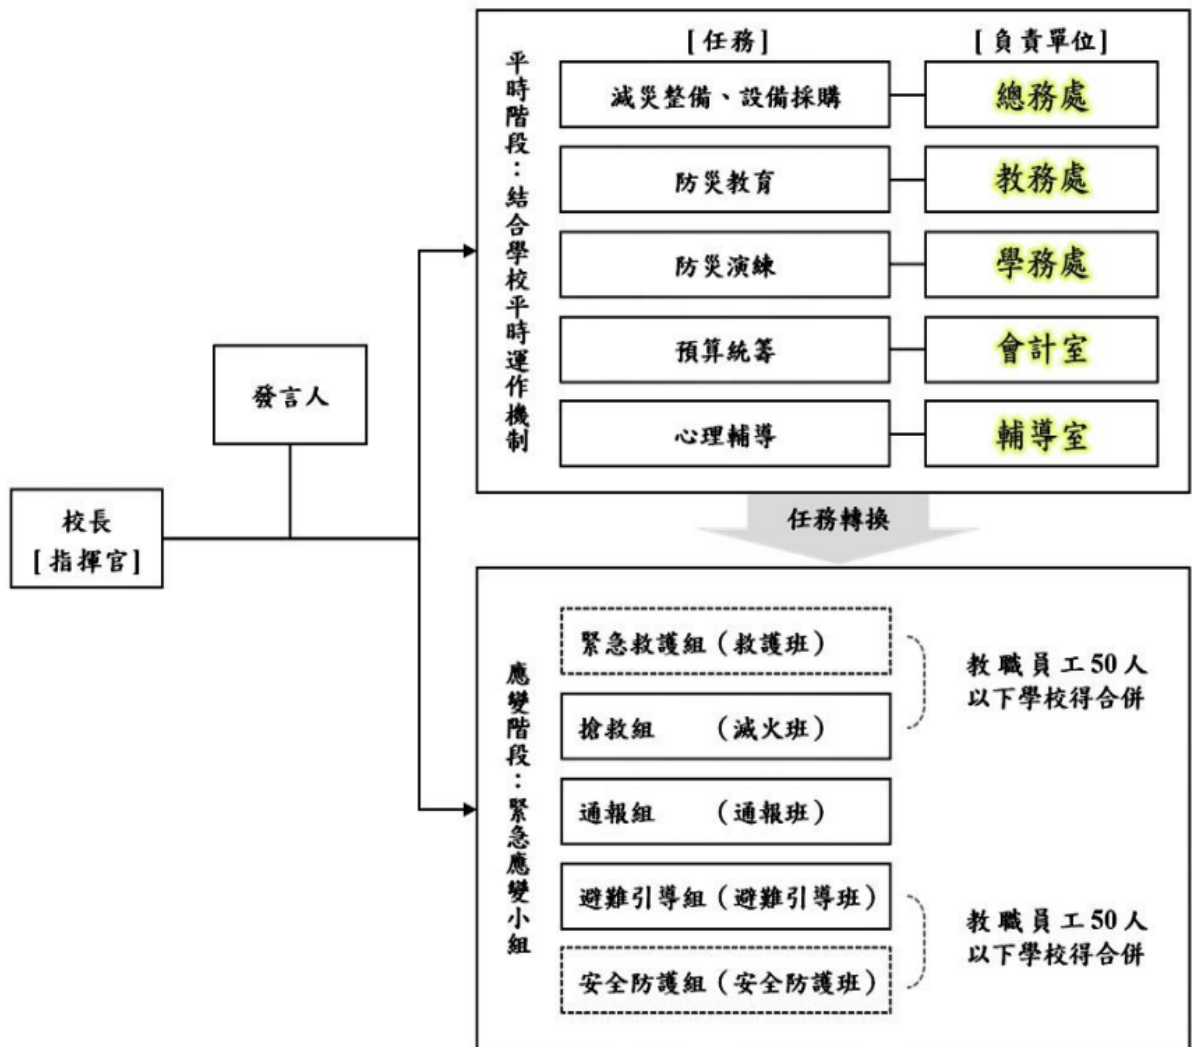 校長
[指揮官]
發言人
平時階段：結合學校平時運作機制
[任務]
[負責單位]
減災整備、設備採購
總務處
防災教育
教務處
防災演練
學務處
預算統籌
會計室
心理輔導
輔導室
任務轉換
應變階段：緊急應變小組
緊急救護組（救護班）
搶救組　　（滅火班）
教職員工50人
以下學校得合併
通報組　　（通報班）
避難引導組（避難引導班）
安全防護組（安全防護班）
教職員工50人
以下學校得合併